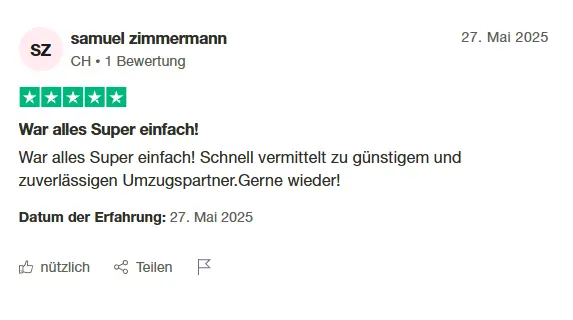 SZ
samuel zimmermann
27. Mai 2025
CH • 1 Bewertung
War alles Super einfach!
War alles Super einfach! Schnell vermittelt zu günstigem und
zuverlässigen Umzugspartner.Gerne wieder!
Datum der Erfahrung: 27. Mai 2025
nützlich
Teilen